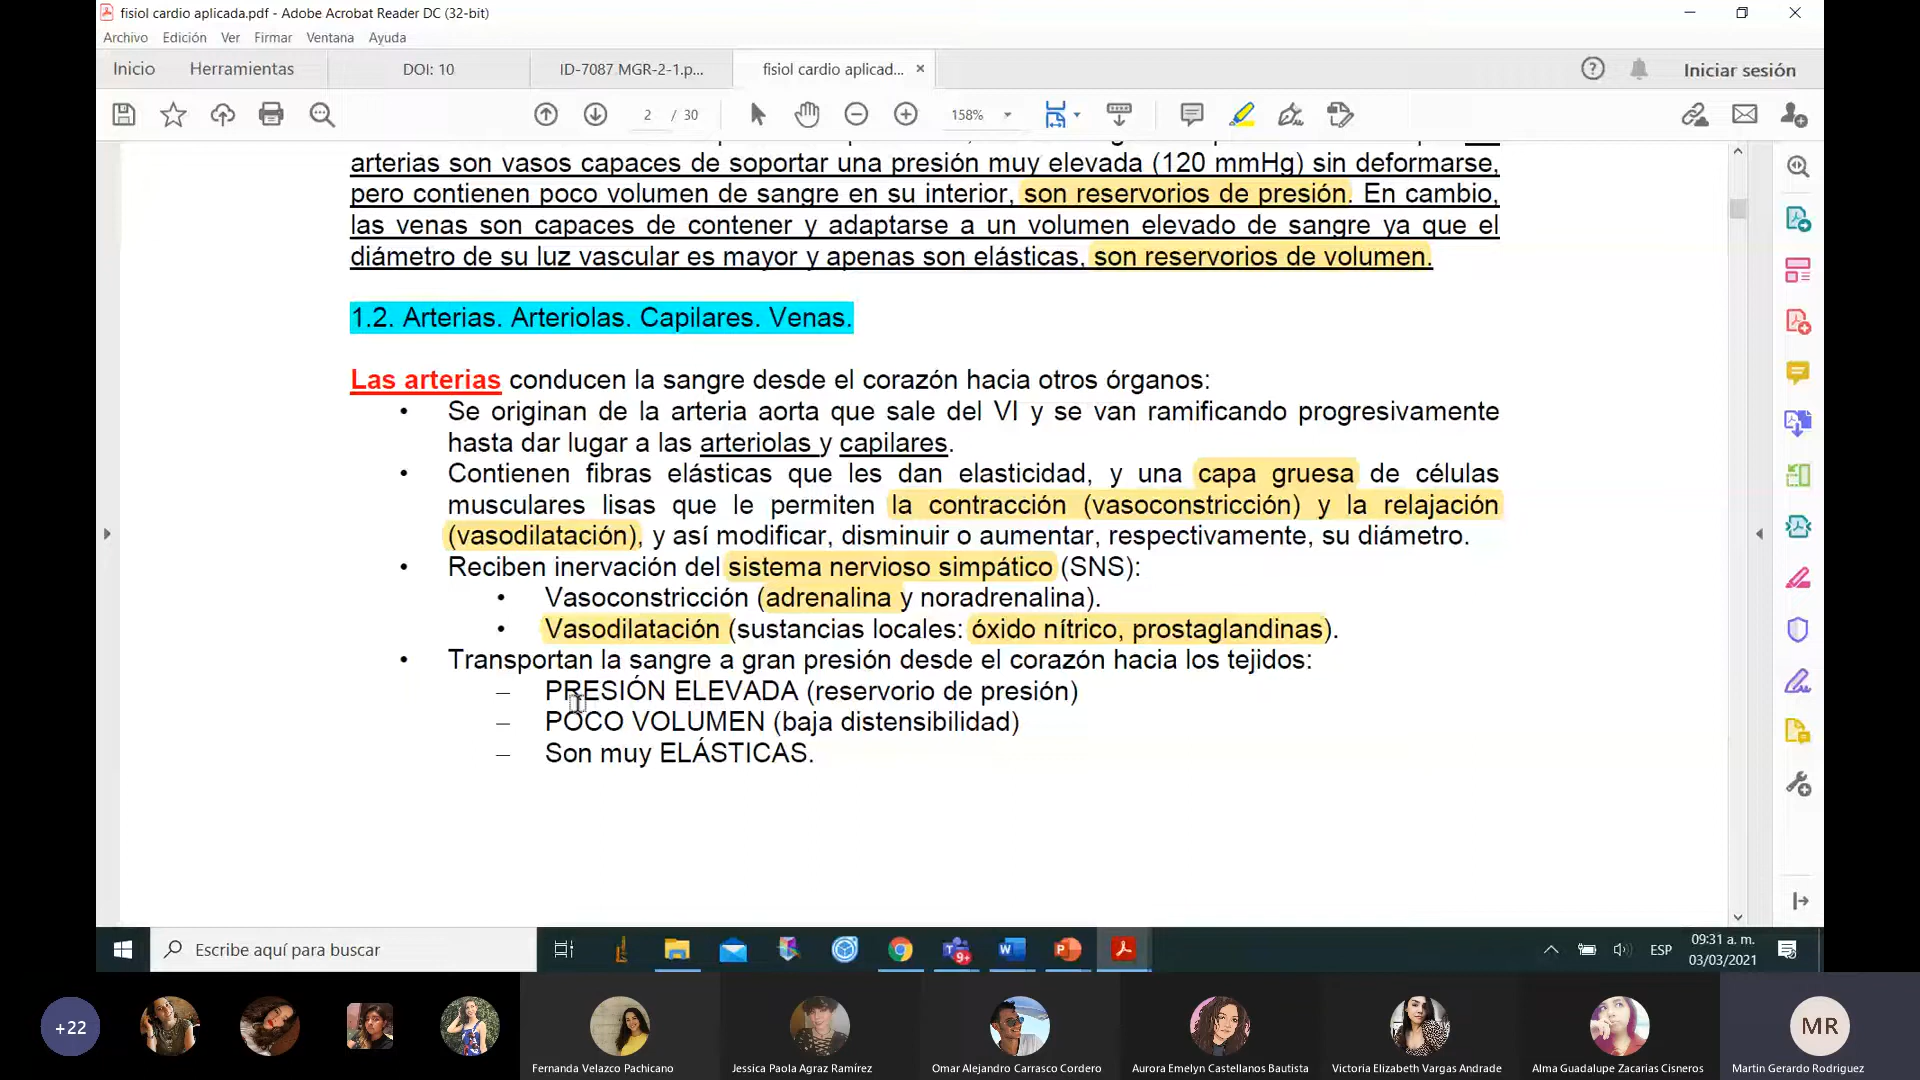 fisiol cardio aplicada.pdf - Adobe Acrobat Reader DC (32-bit)
Archivo Edición Ver Firmar Ventana Ayuda
Inicio Herramientas DOI: 10 ID-7087 MGR-2-1.p... fisiol cardio aplicad... ×
Iniciar sesión
2 / 30 158%
arterias son vasos capaces de soportar una presión muy elevada (120 mmHg) sin deformarse,
pero contienen poco volumen de sangre en su interior, son reservorios de presión. En cambio,
las venas son capaces de contener y adaptarse a un volumen elevado de sangre ya que el
diámetro de su luz vascular es mayor y apenas son elásticas, son reservorios de volumen.
1.2. Arterias. Arteriolas. Capilares. Venas.
Las arterias conducen la sangre desde el corazón hacia otros órganos:
• Se originan de la arteria aorta que sale del VI y se van ramificando progresivamente
hasta dar lugar a las arteriolas y capilares.
• Contienen fibras elásticas que les dan elasticidad, y una capa gruesa de células
musculares lisas que le permiten la contracción (vasoconstricción) y la relajación
(vasodilatación), y así modificar, disminuir o aumentar, respectivamente, su diámetro.
• Reciben inervación del sistema nervioso simpático (SNS):
• Vasoconstricción (adrenalina y noradrenalina).
• Vasodilatación (sustancias locales: óxido nítrico, prostaglandinas).
• Transportan la sangre a gran presión desde el corazón hacia los tejidos:
– PRESIÓN ELEVADA (reservorio de presión)
– POCO VOLUMEN (baja distensibilidad)
– Son muy ELÁSTICAS.
Escribe aquí para buscar
9+
ESP
09:31 a. m.
03/03/2021
+22
MR
Fernanda Velazco Pachicano Jessica Paola Agraz Ramírez Omar Alejandro Carrasco Cordero Aurora Emelyn Castellanos Bautista Victoria Elizabeth Vargas Andrade Alma Guadalupe Zacarias Cisneros Martin Gerardo Rodriguez